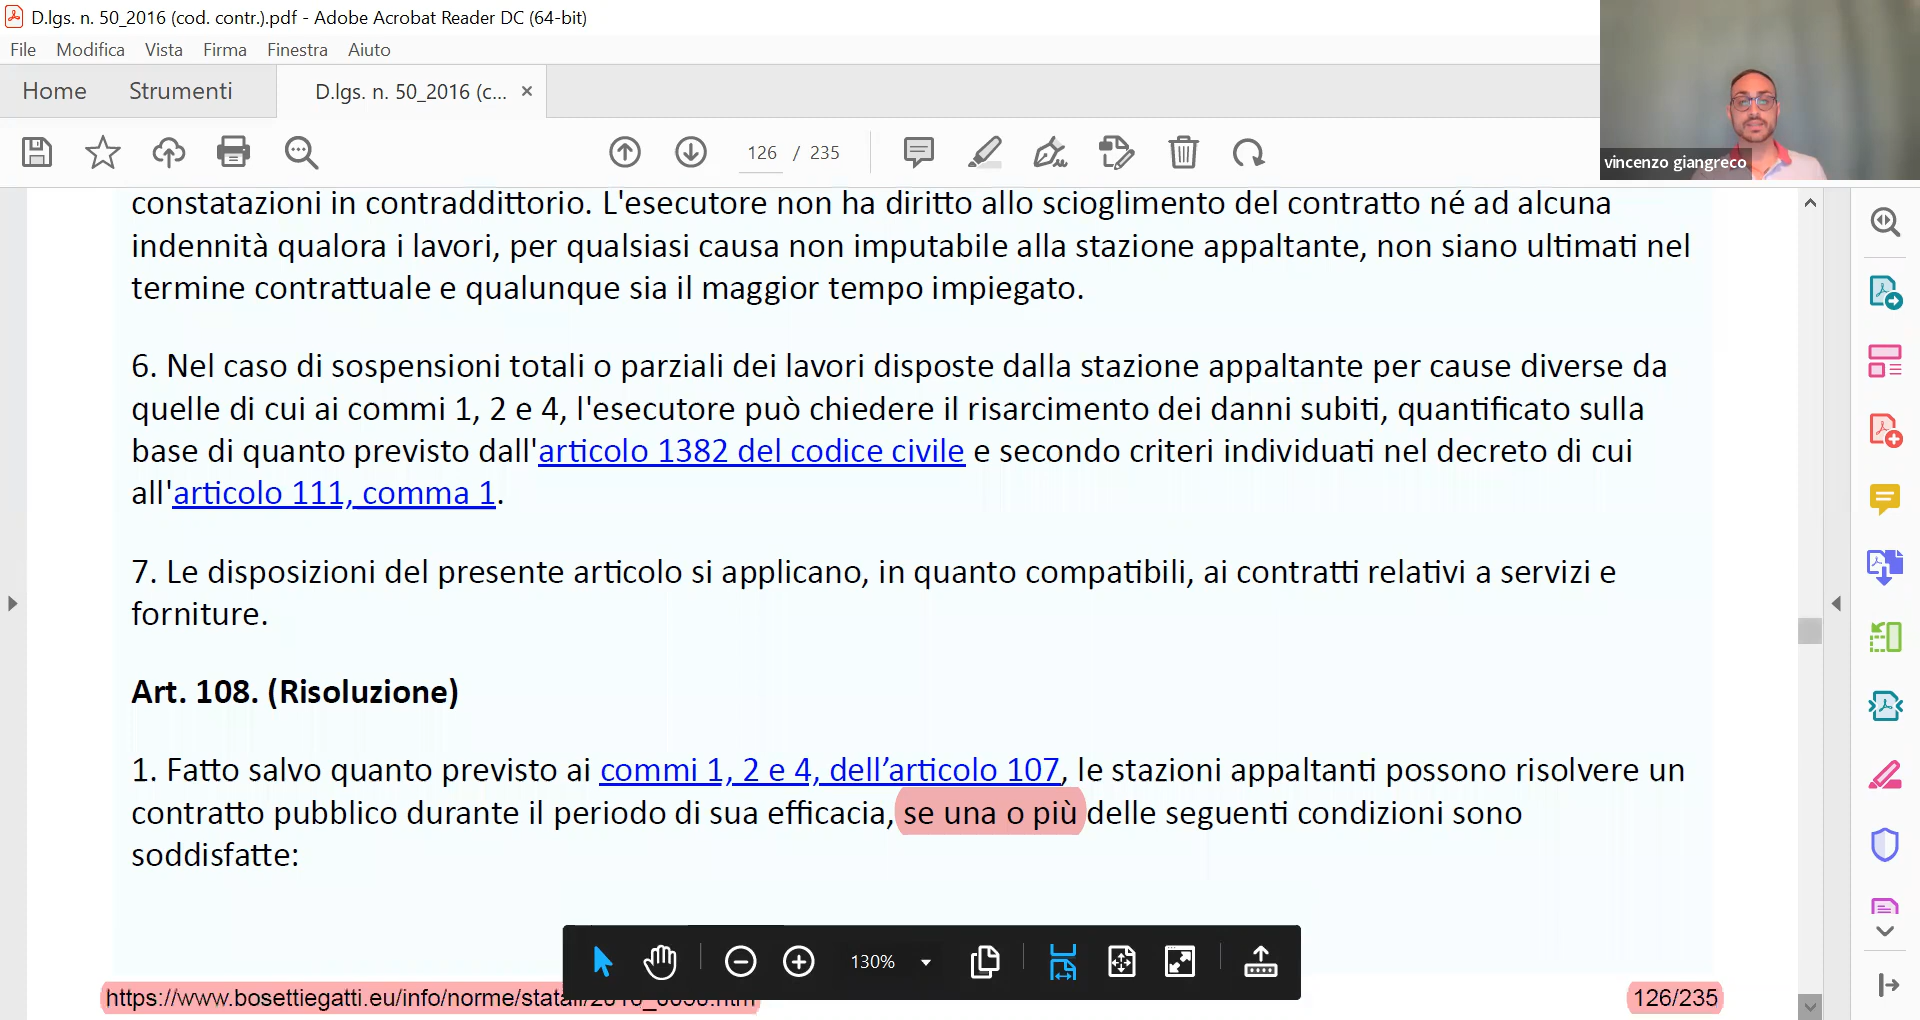 D.lgs. n. 50_2016 (cod. contr.).pdf - Adobe Acrobat Reader DC (64-bit)
File Modifica Vista Firma Finestra Aiuto
Home Strumenti D.lgs. n. 50_2016 (c... ×
126 / 235
vincenzo giangreco
constatazioni in contraddittorio. L'esecutore non ha diritto allo scioglimento del contratto né ad alcuna
indennità qualora i lavori, per qualsiasi causa non imputabile alla stazione appaltante, non siano ultimati nel
termine contrattuale e qualunque sia il maggior tempo impiegato.
6. Nel caso di sospensioni totali o parziali dei lavori disposte dalla stazione appaltante per cause diverse da
quelle di cui ai commi 1, 2 e 4, l'esecutore può chiedere il risarcimento dei danni subiti, quantificato sulla
base di quanto previsto dall'articolo 1382 del codice civile e secondo criteri individuati nel decreto di cui
all'articolo 111, comma 1.
7. Le disposizioni del presente articolo si applicano, in quanto compatibili, ai contratti relativi a servizi e
forniture.
Art. 108. (Risoluzione)
1. Fatto salvo quanto previsto ai commi 1, 2 e 4, dell’articolo 107, le stazioni appaltanti possono risolvere un
contratto pubblico durante il periodo di sua efficacia, se una o più delle seguenti condizioni sono
soddisfatte:
130%
126/235